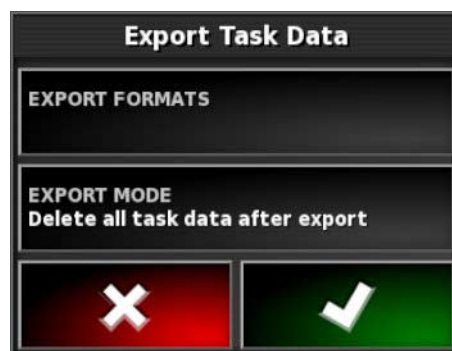 Export Task Data
EXPORT FORMATS
EXPORT MODE
Delete all task data after export